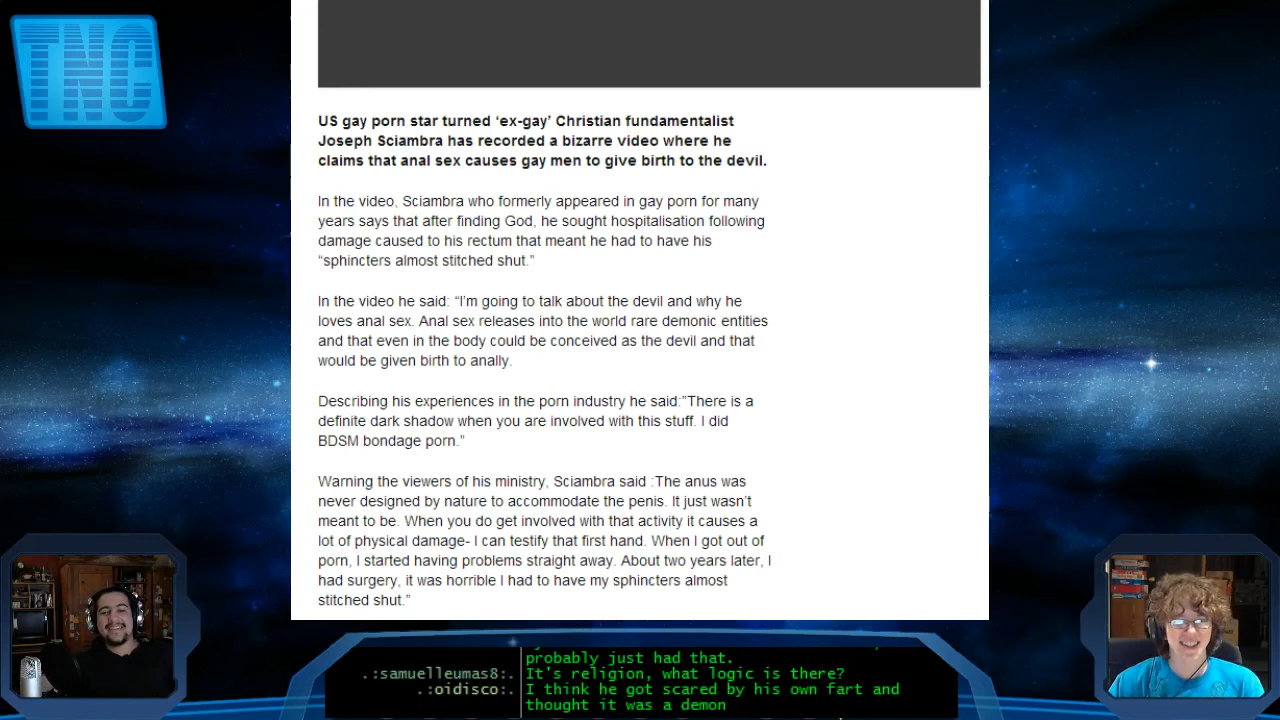 TNC
US gay porn star turned ‘ex-gay’ Christian fundamentalist
Joseph Sciambra has recorded a bizarre video where he
claims that anal sex causes gay men to give birth to the devil.
In the video, Sciambra who formerly appeared in gay porn for many
years says that after finding God, he sought hospitalisation following
damage caused to his rectum that meant he had to have his
“sphincters almost stitched shut.”
In the video he said: “I’m going to talk about the devil and why he
loves anal sex. Anal sex releases into the world rare demonic entities
and that even in the body could be conceived as the devil and that
would be given birth to anally.
Describing his experiences in the porn industry he said:”There is a
definite dark shadow when you are involved with this stuff. I did
BDSM bondage porn.”
Warning the viewers of his ministry, Sciambra said :The anus was
never designed by nature to accommodate the penis. It just wasn’t
meant to be. When you do get involved with that activity it causes a
lot of physical damage- I can testify that first hand. When I got out of
porn, I started having problems straight away. About two years later, I
had surgery, it was horrible I had to have my sphincters almost
stitched shut.”
probably just had that.
.:samuelleumas8:. It's religion, what logic is there?
.:oidisco:. I think he got scared by his own fart and
thought it was a demon